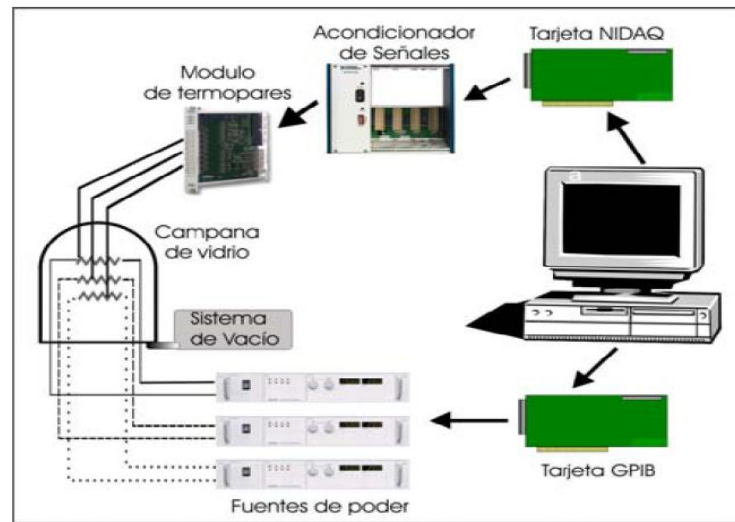 Acondicionador
de Señales
Tarjeta NIDAQ
Modulo
de termopares
Campana
de vidrio
Sistema
de Vacío
Fuentes de poder
Tarjeta GPIB